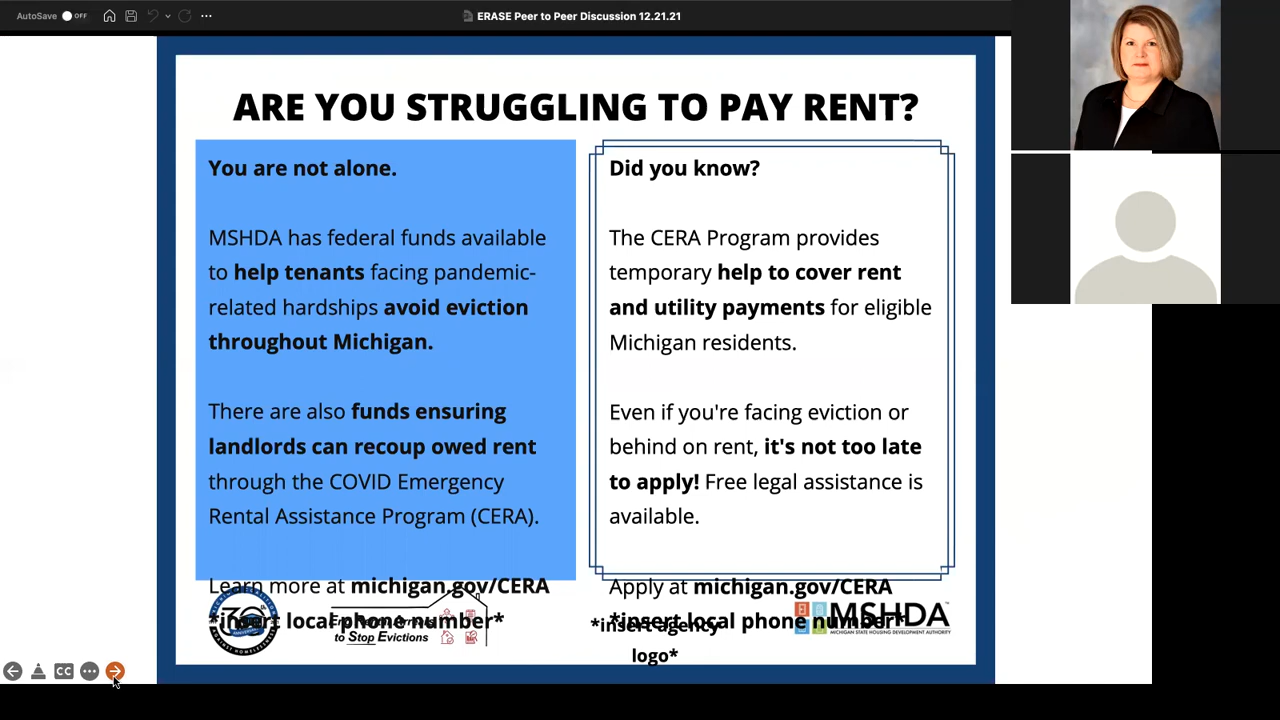 AutoSave OFF
ERASE Peer to Peer Discussion 12.21.21
ARE YOU STRUGGLING TO PAY RENT?
You are not alone.
MSHDA has federal funds available
to help tenants facing pandemic-
related hardships avoid eviction
throughout Michigan.
There are also funds ensuring
landlords can recoup owed rent
through the COVID Emergency
Rental Assistance Program (CERA).
Learn more at michigan.gov/CERA
*insert local phone number*
Did you know?
The CERA Program provides
temporary help to cover rent
and utility payments for eligible
Michigan residents.
Even if you're facing eviction or
behind on rent, it's not too late
to apply! Free legal assistance is
available.
Apply at michigan.gov/CERA
*insert local phone number*
30th
End Rental Arrears
to Stop Evictions
*insert agency
logo*
MSHDA
MICHIGAN STATE HOUSING DEVELOPMENT AUTHORITY
CC